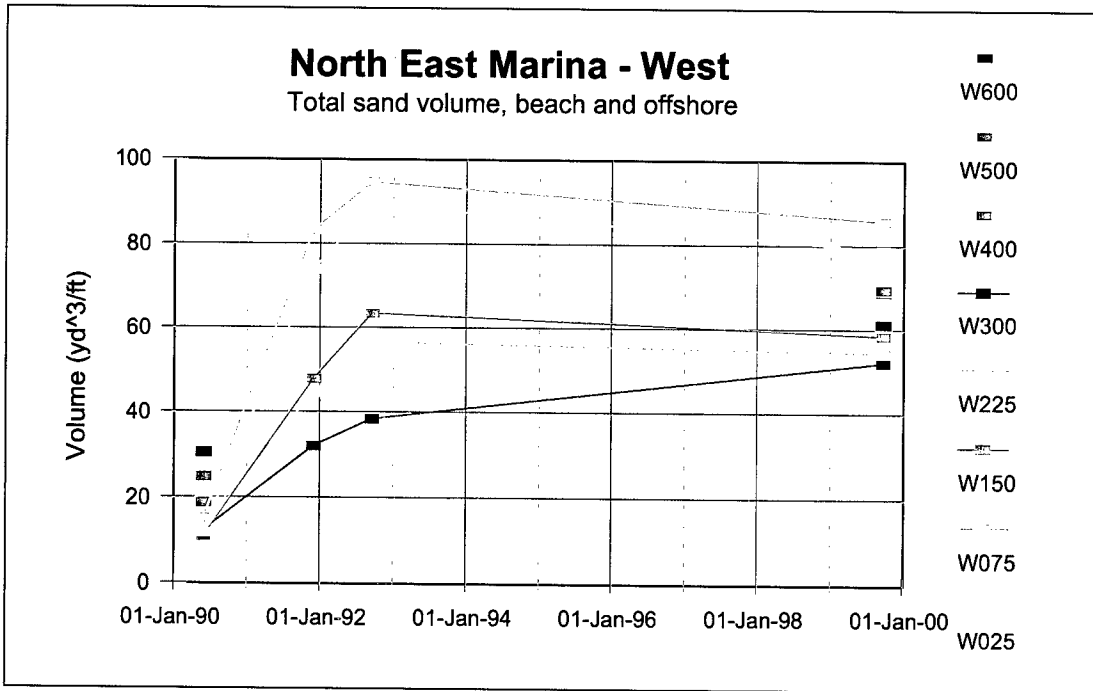 North East Marina - West
Total sand volume, beach and offshore
Volume (yd^3/ft)
100
80
60
40
20
0
01-Jan-90
01-Jan-92
01-Jan-94
01-Jan-96
01-Jan-98
01-Jan-00
W600
W500
W400
W300
W225
W150
W075
W025